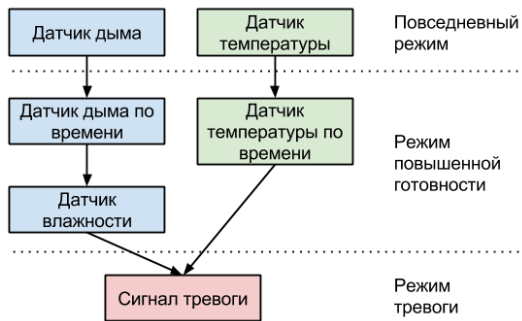 Датчик дыма
Датчик
температуры
Повседневный
режим
Датчик дыма по
времени
Датчик
температуры по
времени
Режим
повышенной
готовности
Датчик
влажности
Сигнал тревоги
Режим
тревоги